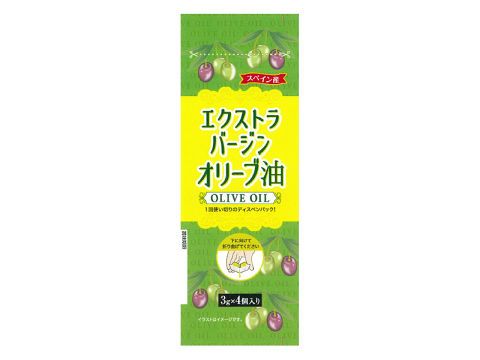 スペイン産
エクストラ
バージン
オリーブ油
OLIVE OIL
1回使い切りのディスペンパック!
下に向けて
折り曲げてください
3g×4個入り
イラストはイメージです。